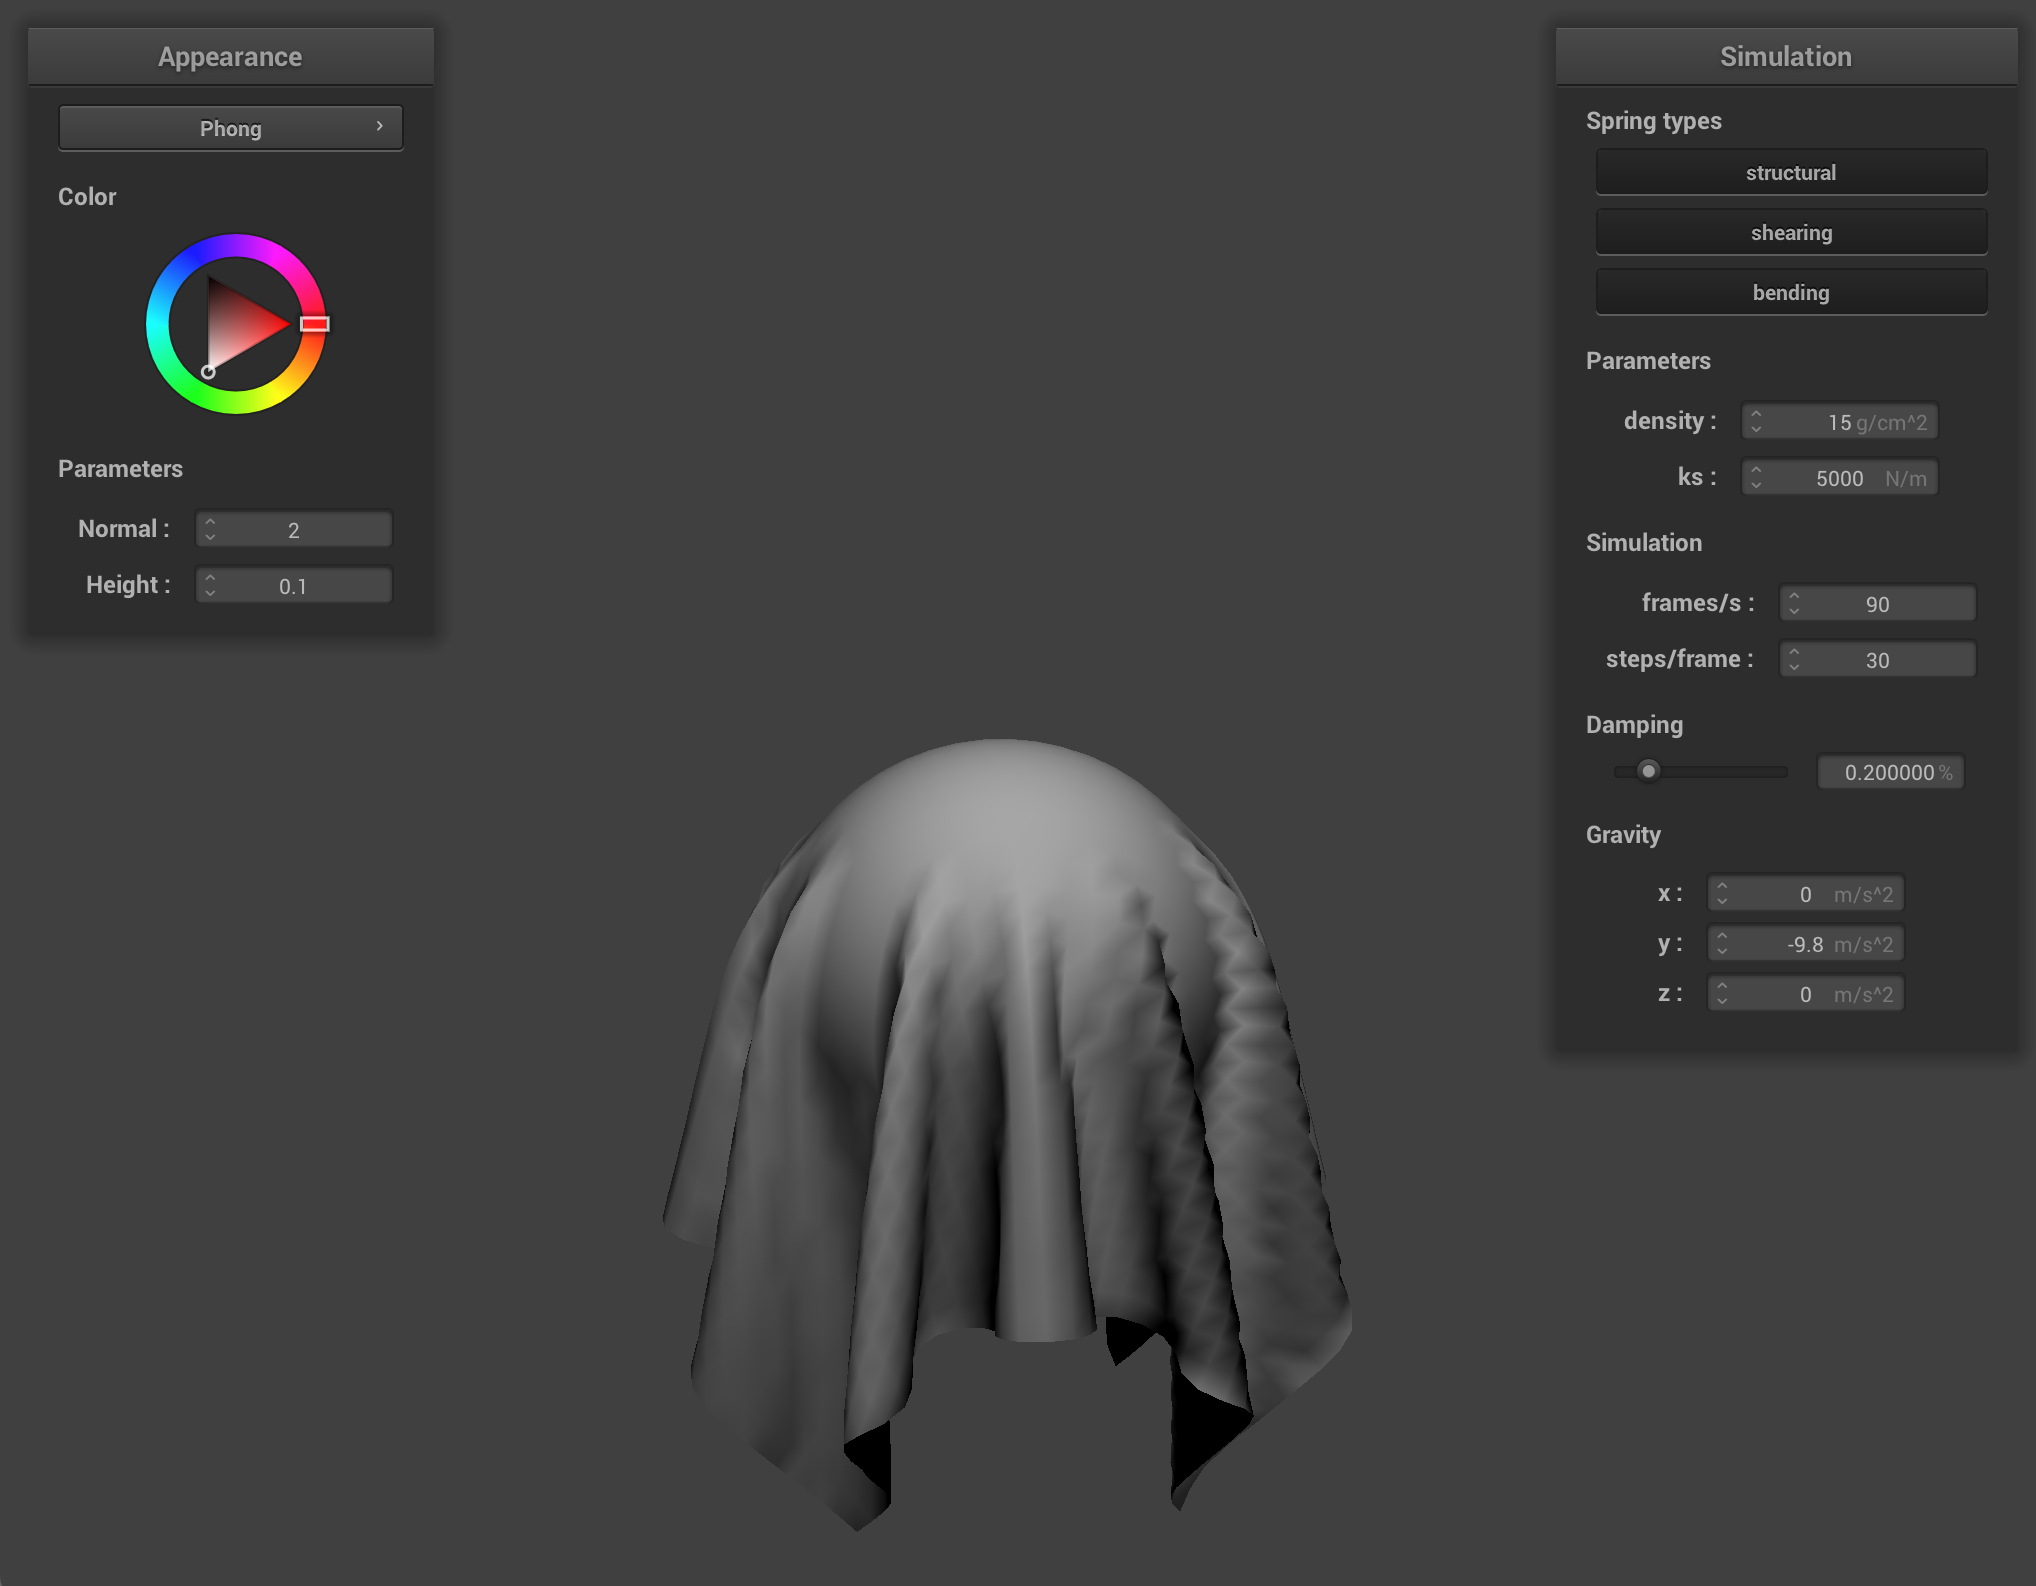 Appearance
Phong
Color
Parameters
Normal : 2
Height : 0.1
Simulation
Spring types
structural
shearing
bending
Parameters
density : 15 g/cm^2
ks : 5000 N/m
Simulation
frames/s : 90
steps/frame : 30
Damping
0.200000 %
Gravity
x : 0 m/s^2
y : -9.8 m/s^2
z : 0 m/s^2